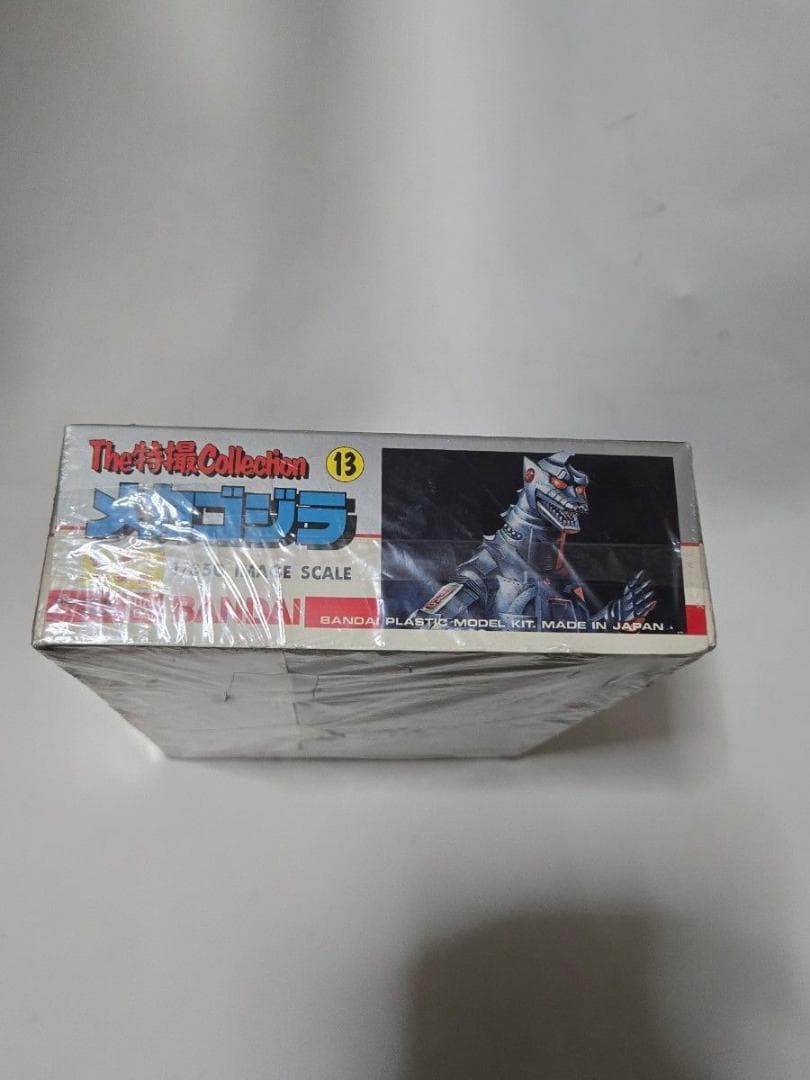 The特撮Collection 13
メカゴジラ
IMAGE SCALE
BANDAI
BANDAI PLASTIC MODEL KIT. MADE IN JAPAN